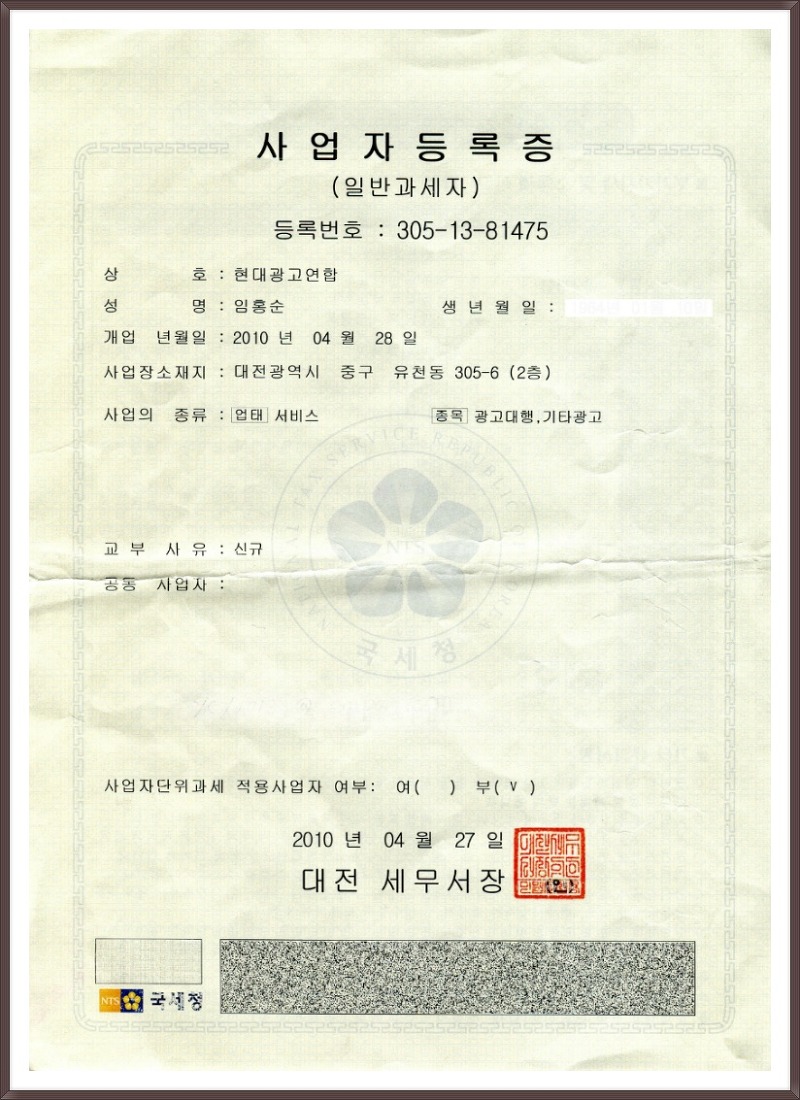 사업자등록증
(일반과세자)
등록번호 : 305-13-81475
상 호 : 현대광고연합
성 명 : 임홍순 생 년 월 일 :
개업 년월일 : 2010 년 04 월 28 일
사업장소재지 : 대전광역시 중구 유천동 305-6 (2층)
사업의 종류 : 업태 서비스 종목 광고대행,기타광고
NATIONAL TAX SERVICE REPUBLIC OF KOREA
NTS
국세청
교 부 사 유 : 신규
공동 사업자 :
사업자단위과세 적용사업자 여부: 여( ) 부( v )
2010 년 04 월 27 일
대전 세무서장
(인)
NTS 국세청